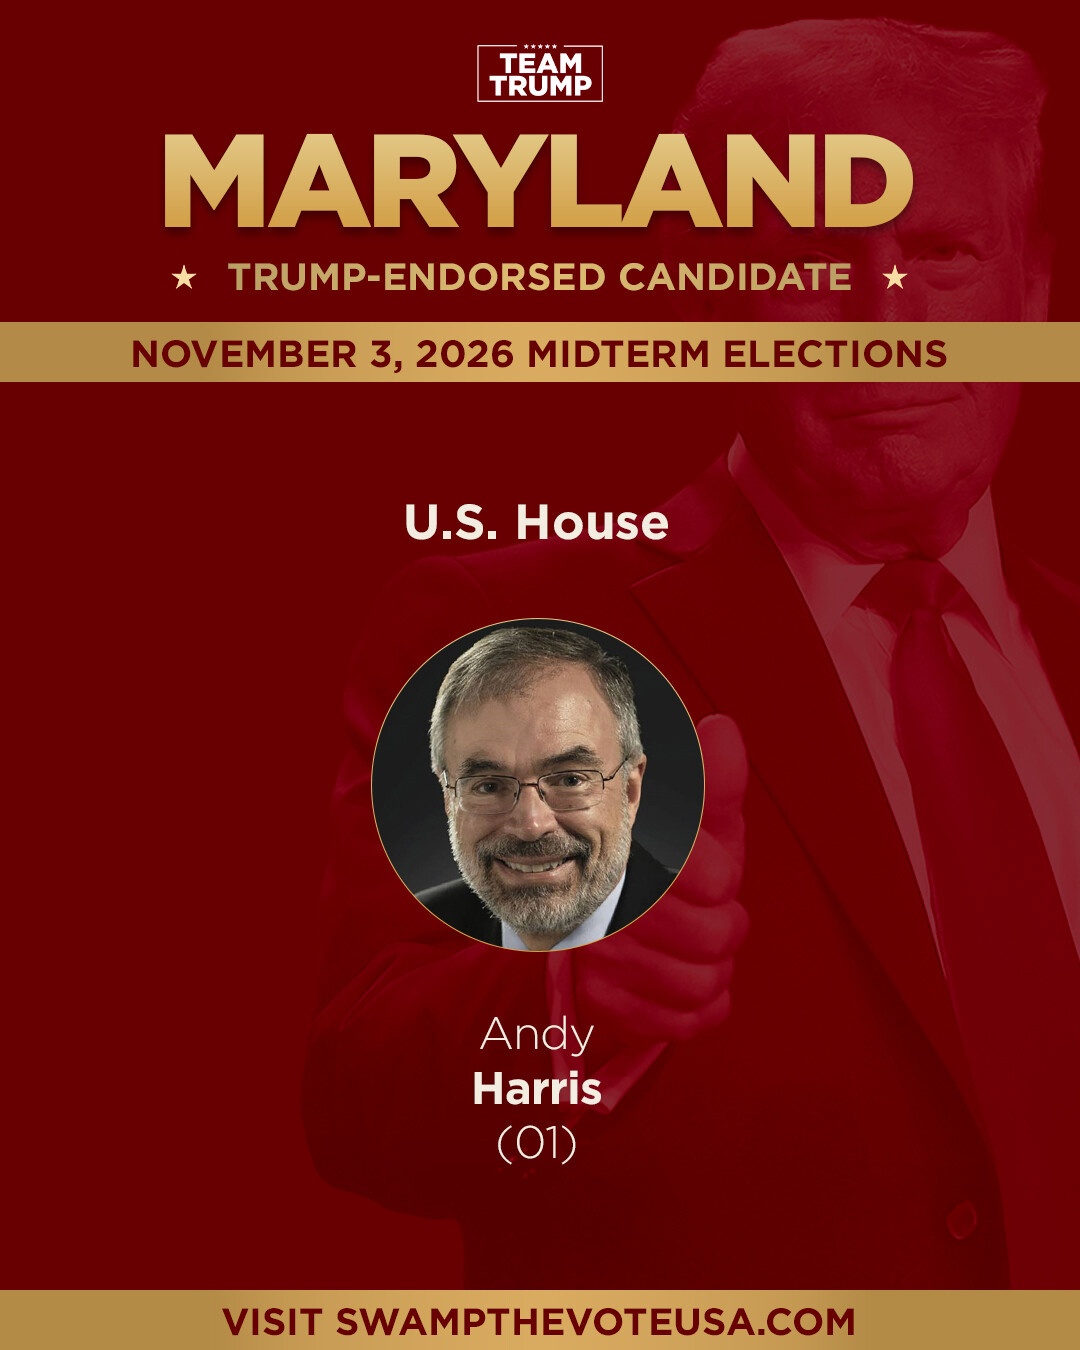 TEAM
TRUMP
MARYLAND
TRUMP-ENDORSED CANDIDATE
NOVEMBER 3, 2026 MIDTERM ELECTIONS
U.S. House
Andy
Harris
(01)
VISIT SWAMPTHEVOTEUSA.COM